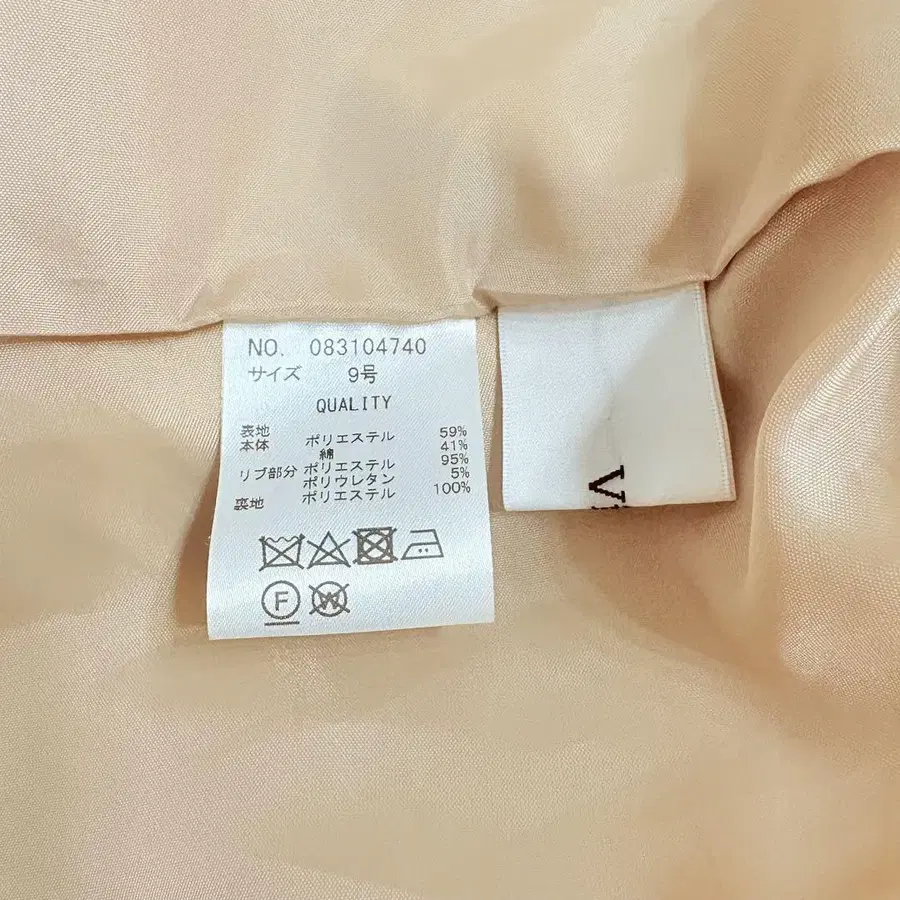 NO. 083104740
サイズ 9号
QUALITY
表地
本体 ポリエステル 59%
綿 41%
リブ部分 ポリエステル 95%
ポリウレタン 5%
裏地 ポリエステル 100%
F
W